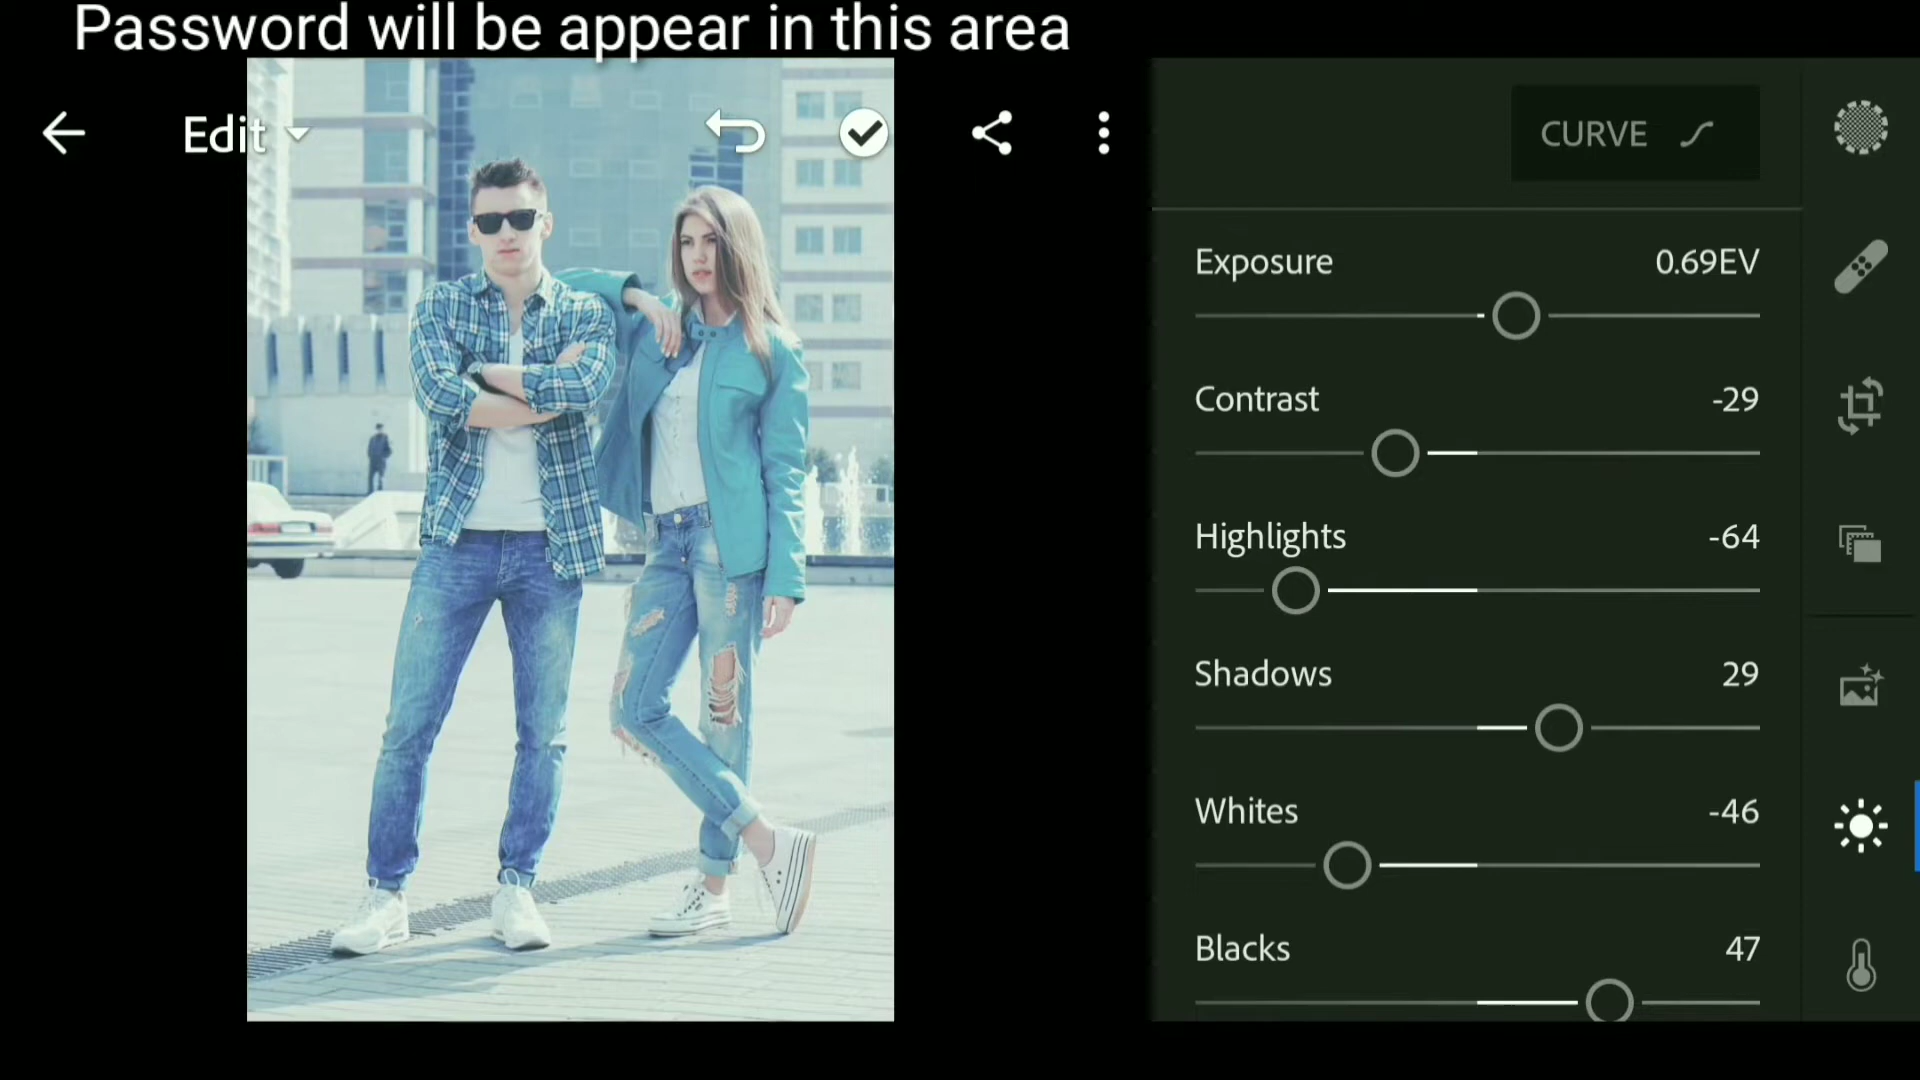 Password will be appear in this area
Edit
CURVE
Exposure 0.69EV
Contrast -29
Highlights -64
Shadows 29
Whites -46
Blacks 47